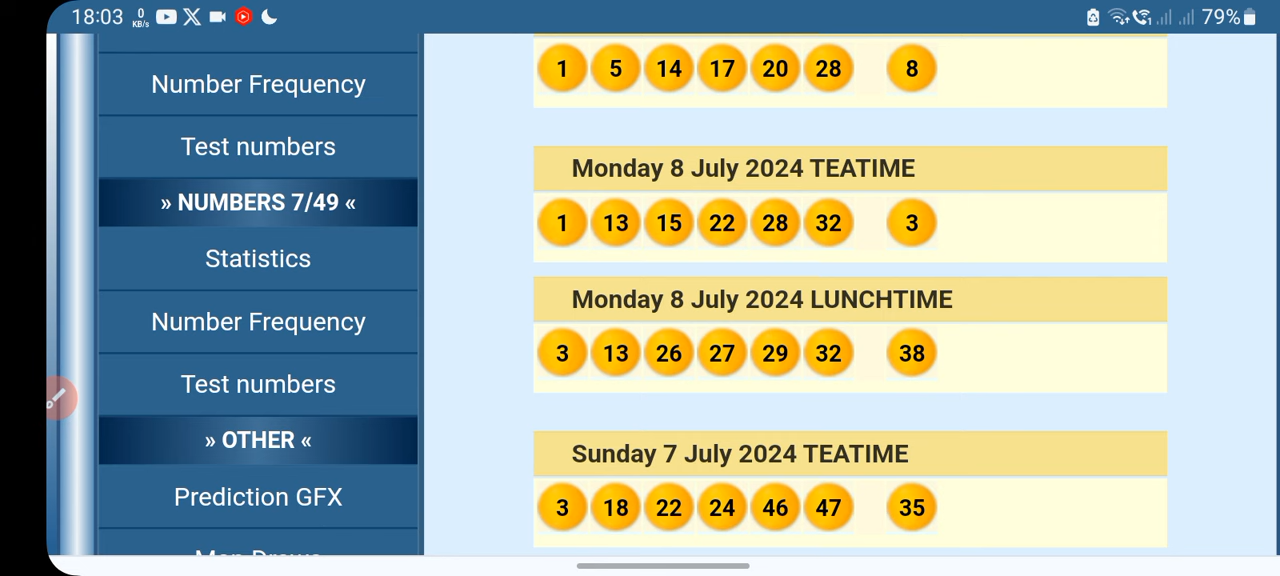 18:03 0 KB/s 79%
Number Frequency
Test numbers
» NUMBERS 7/49 «
Statistics
Number Frequency
Test numbers
» OTHER «
Prediction GFX
1 5 14 17 20 28 8
Monday 8 July 2024 TEATIME
1 13 15 22 28 32 3
Monday 8 July 2024 LUNCHTIME
3 13 26 27 29 32 38
Sunday 7 July 2024 TEATIME
3 18 22 24 46 47 35